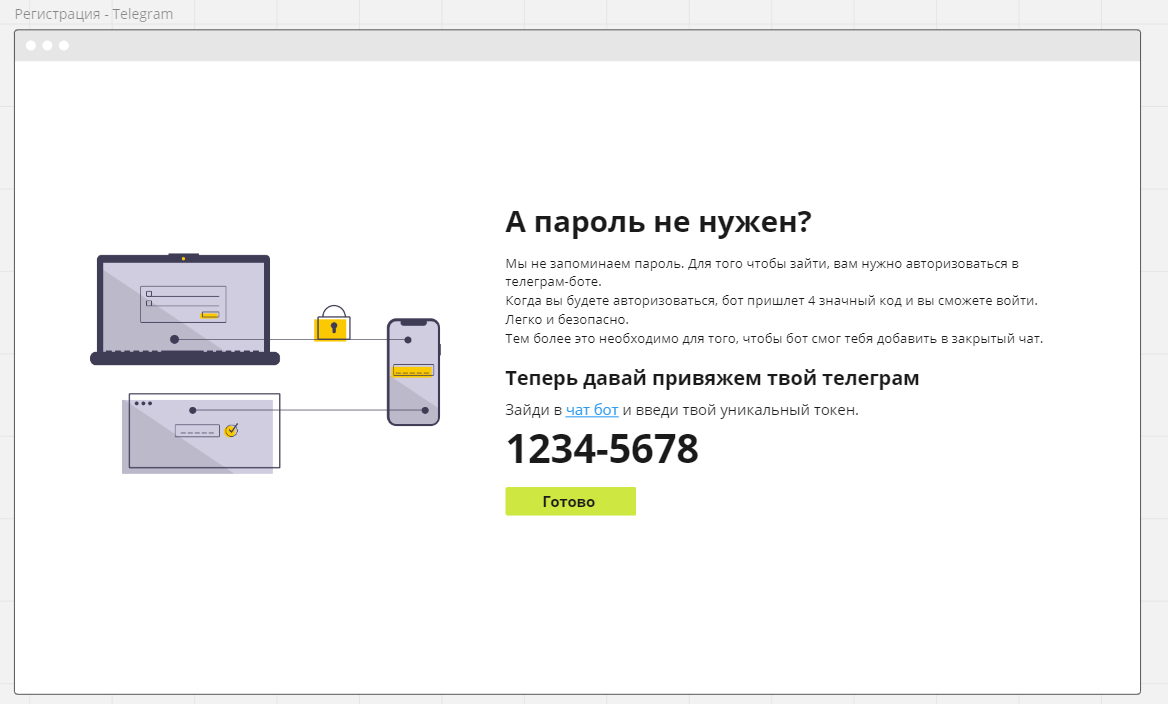 Регистрация - Telegram
А пароль не нужен?
Мы не запоминаем пароль. Для того чтобы зайти, вам нужно авторизоваться в
телеграм-боте.
Когда вы будете авторизоваться, бот пришлет 4 значный код и вы сможете войти.
Легко и безопасно.
Тем более это необходимо для того, чтобы бот смог тебя добавить в закрытый чат.
Теперь давай привяжем твой телеграм
Зайди в чат бот и введи твой уникальный токен.
1234-5678
Готово